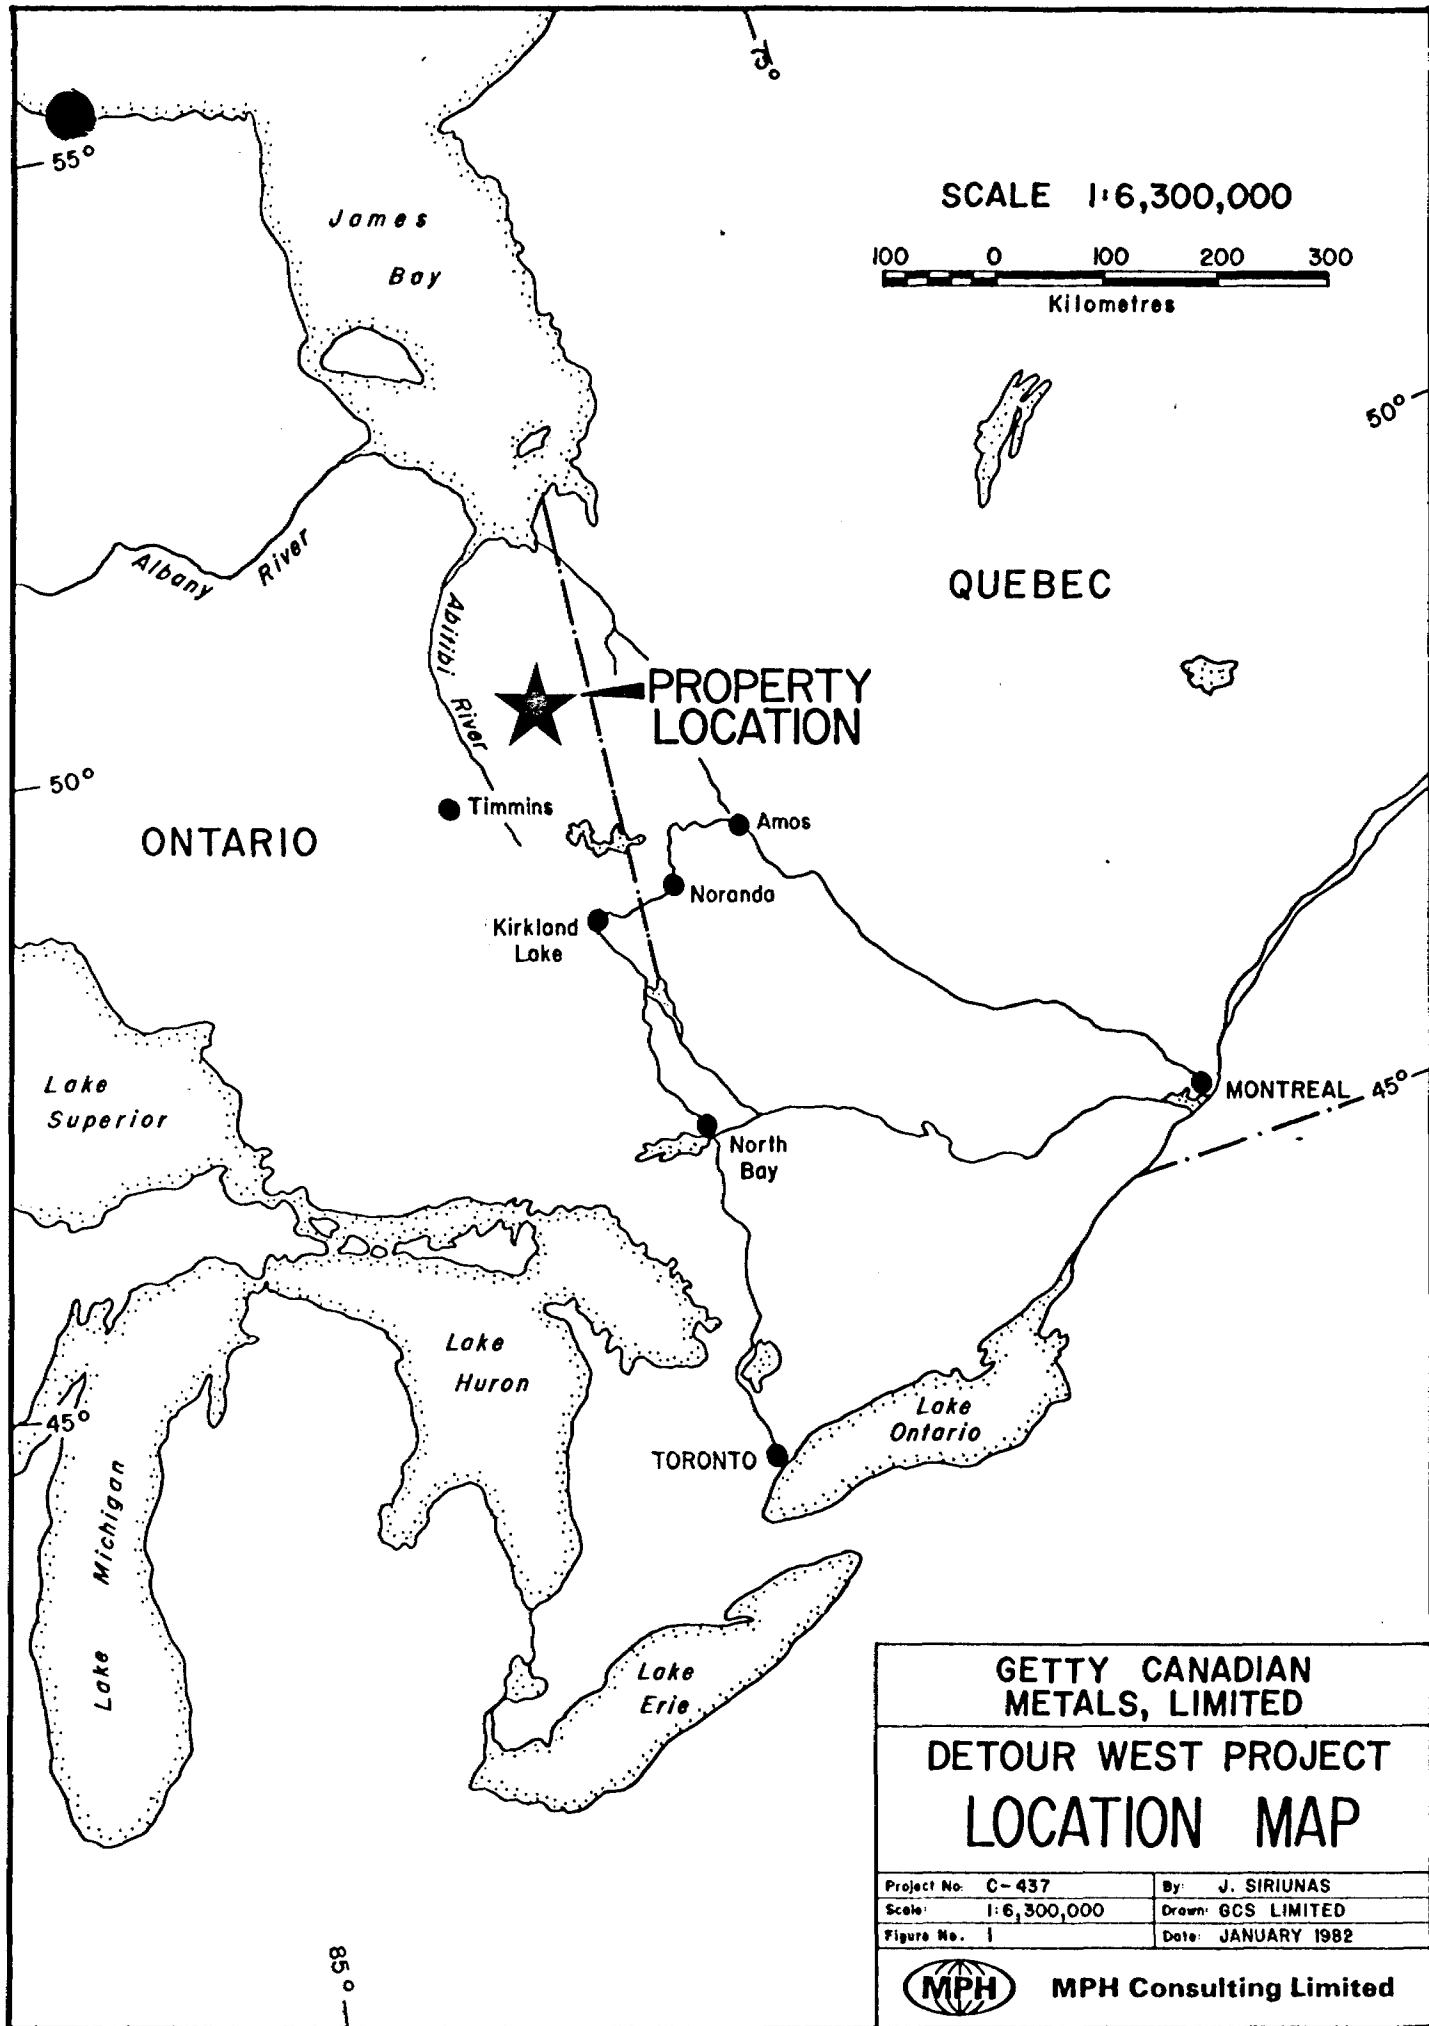 75°
55°
James
Bay
SCALE 1:6,300,000
100 0 100 200 300
Kilometres
50°
Albany River
Abitibi River
QUEBEC
PROPERTY
LOCATION
50°
Timmins
ONTARIO
Amos
Noranda
Kirkland
Lake
Lake
Superior
MONTREAL
45°
North
Bay
Lake
Huron
45°
Lake
Ontario
TORONTO
Lake Michigan
Lake
Erie
85°
GETTY CANADIAN
METALS, LIMITED
DETOUR WEST PROJECT
LOCATION MAP
Project No: C-437 By: J. SIRIUNAS
Scale: 1:6,300,000 Drawn: GCS LIMITED
Figure No. 1 Date: JANUARY 1982
MPH MPH Consulting Limited